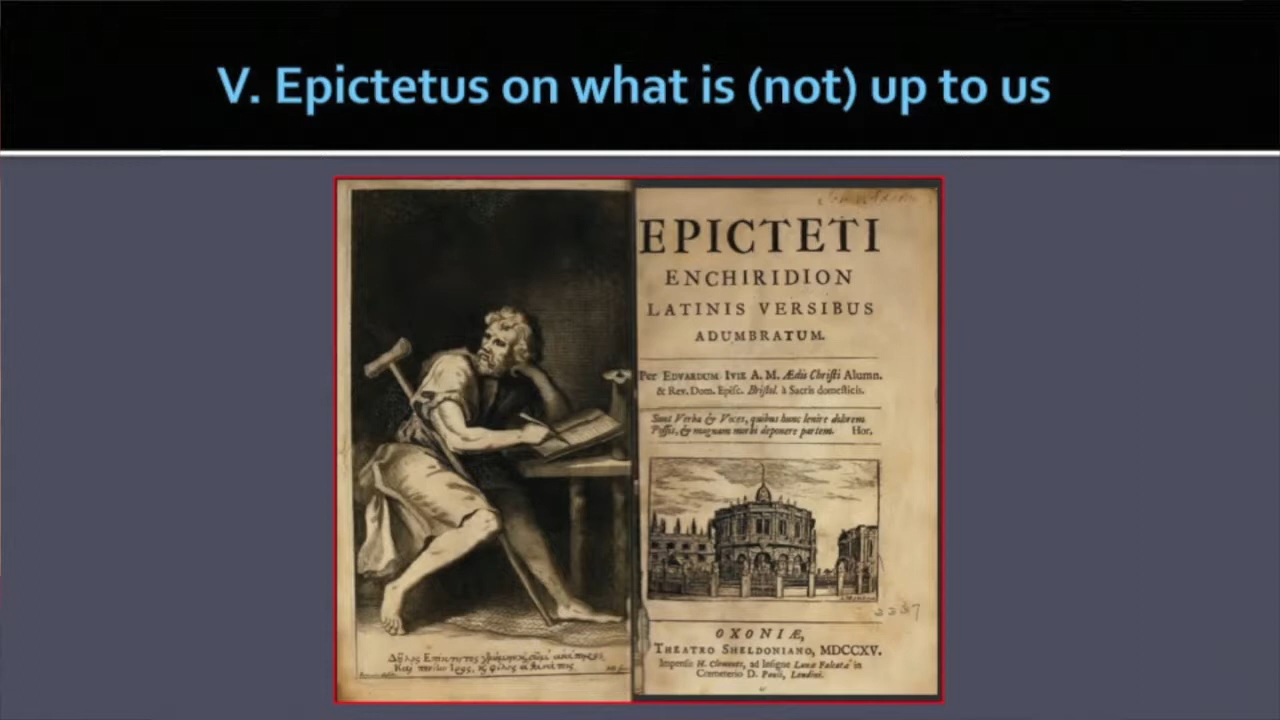 V. Epictetus on what is (not) up to us
EPICTETI
ENCHIRIDION
LATINIS VERSIBUS
ADUMBRATUM.
Per EDVARDUM IVIE A. M. Ædis Christi Alumn.
& Rev. Dom. Episc. Bristol. à Sacris domesticis.
Sunt Verba & Voces, quibus hunc lenire dolorem
Possis, & magnam morbi deponere partem. Hor.
OXONIÆ,
THEATRO SHELDONIANO, MDCCXV.
Impensis H. Clements, ad Insigne Lunæ Falcatæ in
Cœmeterio D. Pauli, Londini.